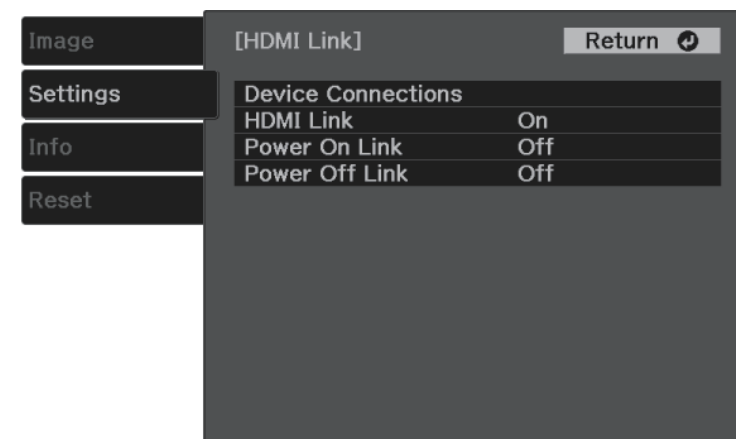 Image
Settings
Info
Reset
[HDMI Link]
Return
Device Connections
HDMI Link On
Power On Link Off
Power Off Link Off